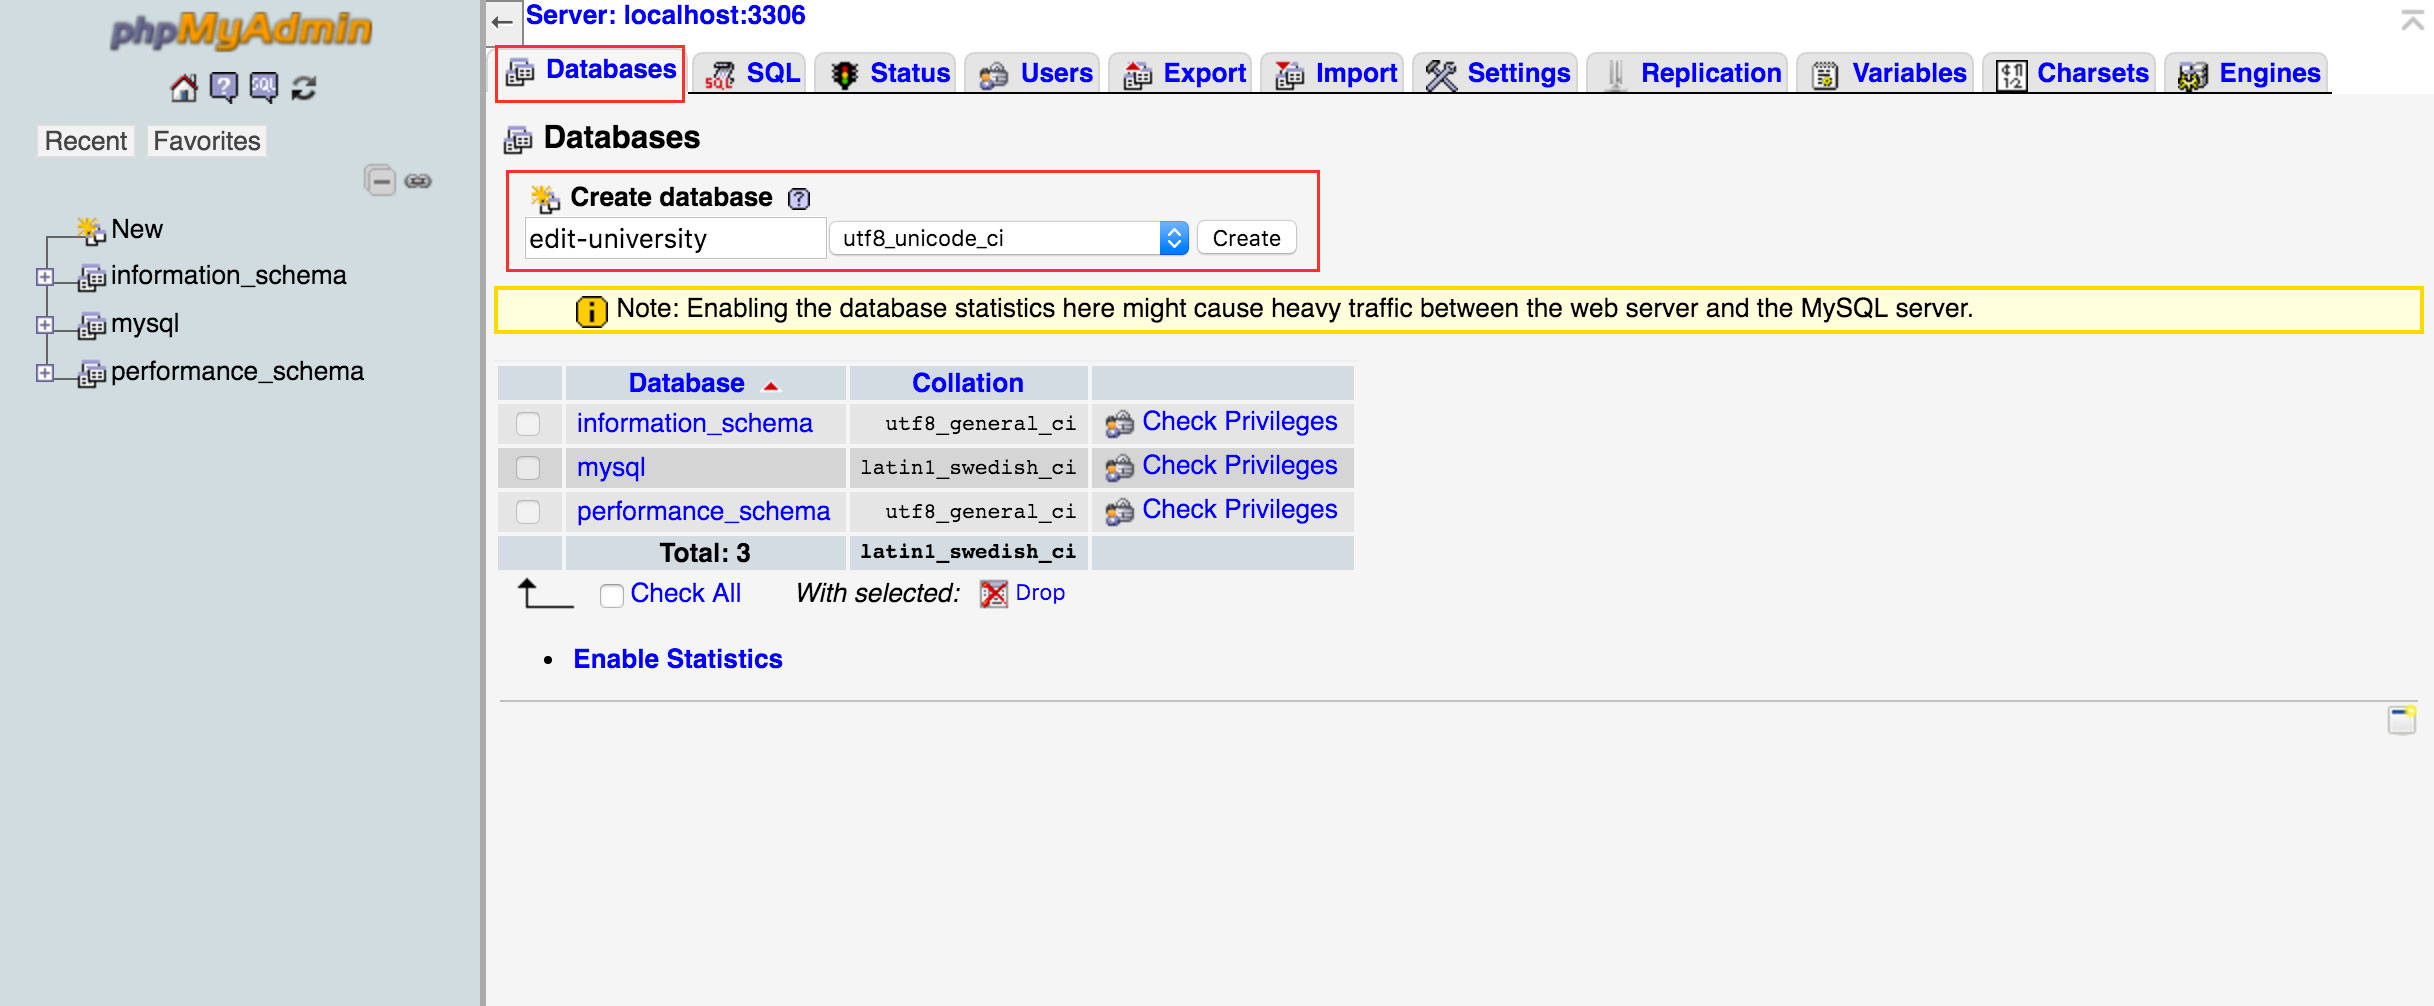 phpMyAdmin
Recent Favorites
New
information_schema
mysql
performance_schema
Server: localhost:3306
Databases SQL Status Users Export Import Settings Replication Variables Charsets Engines
Databases
Create database
edit-university utf8_unicode_ci Create
Note: Enabling the database statistics here might cause heavy traffic between the web server and the MySQL server.
Database Collation
information_schema utf8_general_ci Check Privileges
mysql latin1_swedish_ci Check Privileges
performance_schema utf8_general_ci Check Privileges
Total: 3 latin1_swedish_ci
Check All With selected: Drop
• Enable Statistics